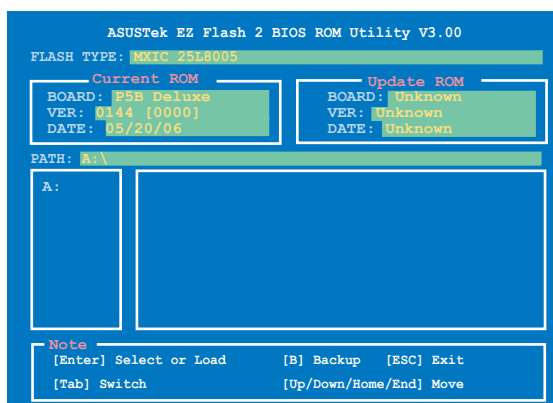 ASUSTek EZ Flash 2 BIOS ROM Utility V3.00
FLASH TYPE: MXIC 25L8005
Current ROM
BOARD: P5B Deluxe
VER: 0144 [0000]
DATE: 05/20/06
Update ROM
BOARD: Unknown
VER: Unknown
DATE: Unknown
PATH: A:\
A:
Note
[Enter] Select or Load [B] Backup [ESC] Exit
[Tab] Switch [Up/Down/Home/End] Move